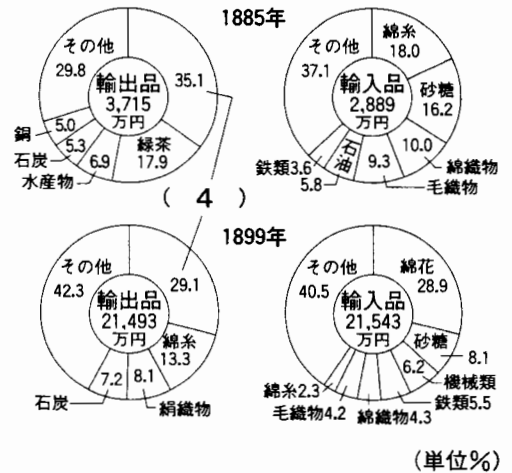 1885年
その他
29.8
輸出品
3,715
万円
35.1
銅
5.0
石炭
5.3
水産物
6.9
緑茶
17.9
その他
37.1
輸入品
2,889
万円
綿糸
18.0
砂糖
16.2
10.0
綿織物
9.3
毛織物
石油
5.8
鉄類3.6
( 4 )
1899年
その他
42.3
輸出品
21,493
万円
29.1
綿糸
13.3
8.1
絹織物
7.2
石炭
その他
40.5
輸入品
21,543
万円
綿花
28.9
砂糖
8.1
6.2
機械類
鉄類5.5
綿織物4.3
毛織物4.2
綿糸2.3
(単位%)